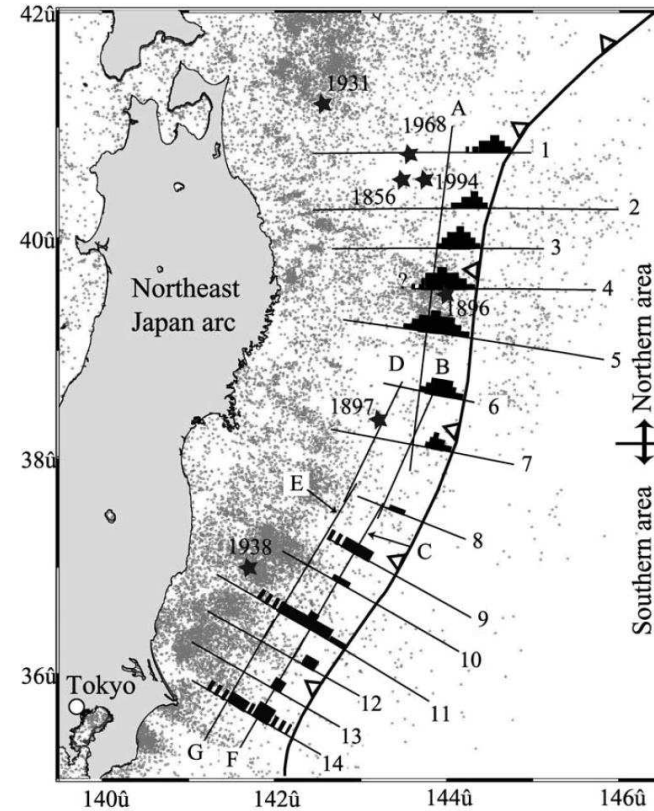 42û
1931
A
1968
1
1856
1994
2
40û
3
?
4
Northeast
Japan arc
1896
5
D
B
6
1897
7
38û
E
8
C
1938
9
10
36û
Tokyo
11
12
13
G
F
14
140û
142û
144û
146û
Northern area
Southern area